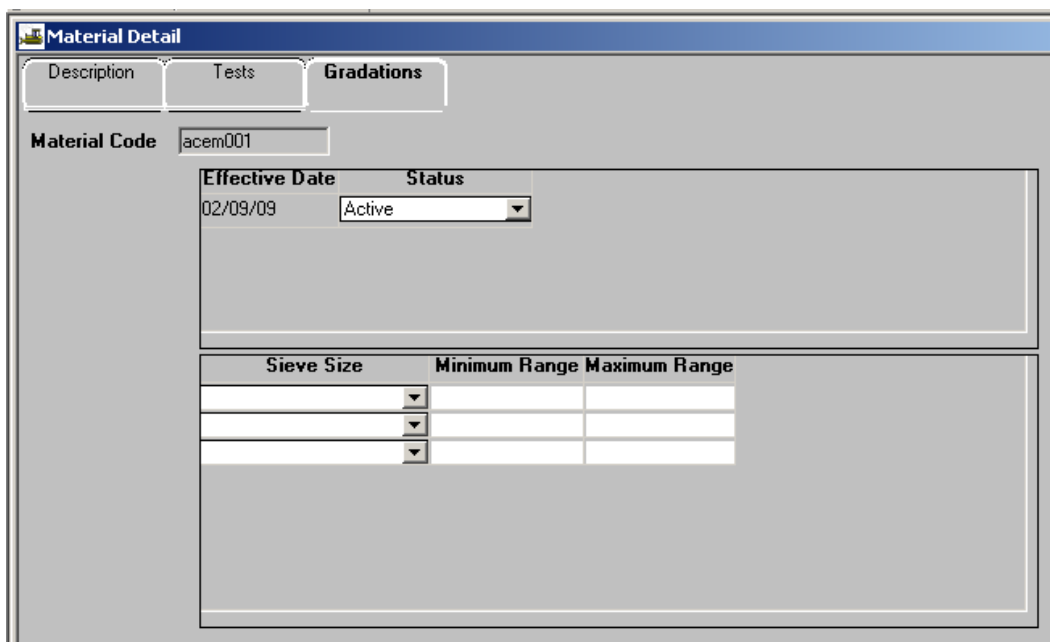 Material Detail
Description Tests Gradations
Material Code acem001
Effective Date Status
02/09/09 Active
Sieve Size Minimum Range Maximum Range